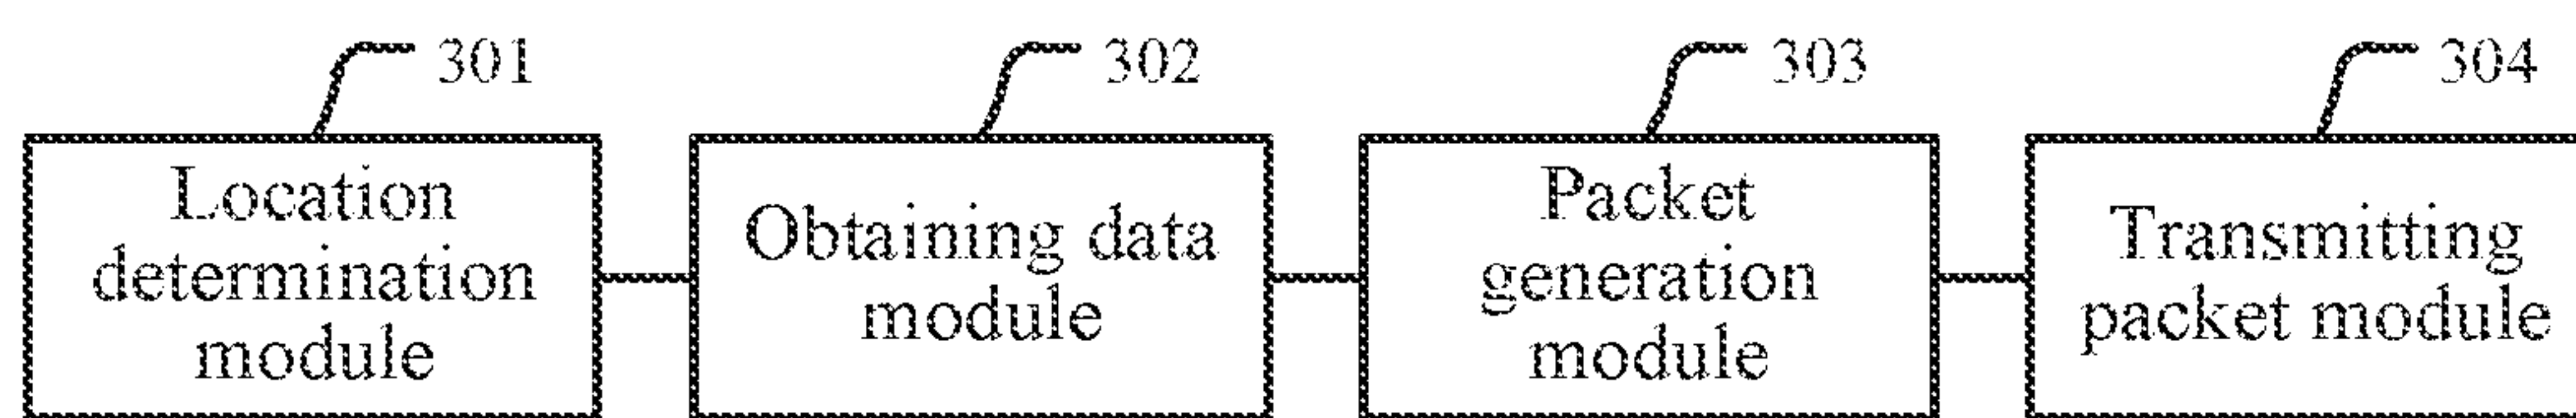 301
302
303
304
Location
determination
module
Obtaining data
module
Packet
generation
module
Transmitting
packet module